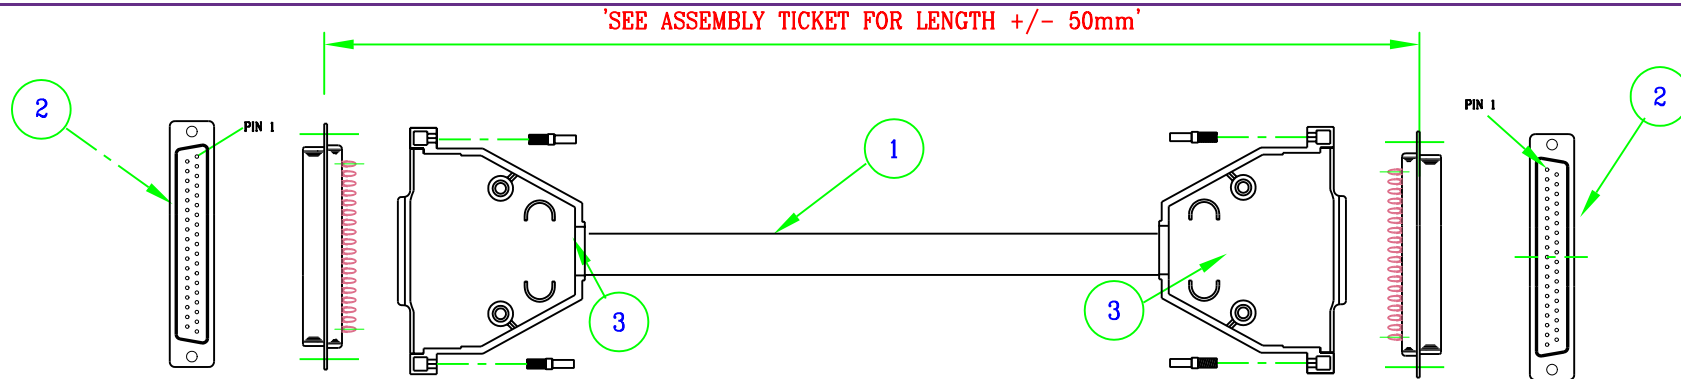 'SEE ASSEMBLY TICKET FOR LENGTH +/- 50mm'
2
PIN 1
1
PIN 1
2
3
3